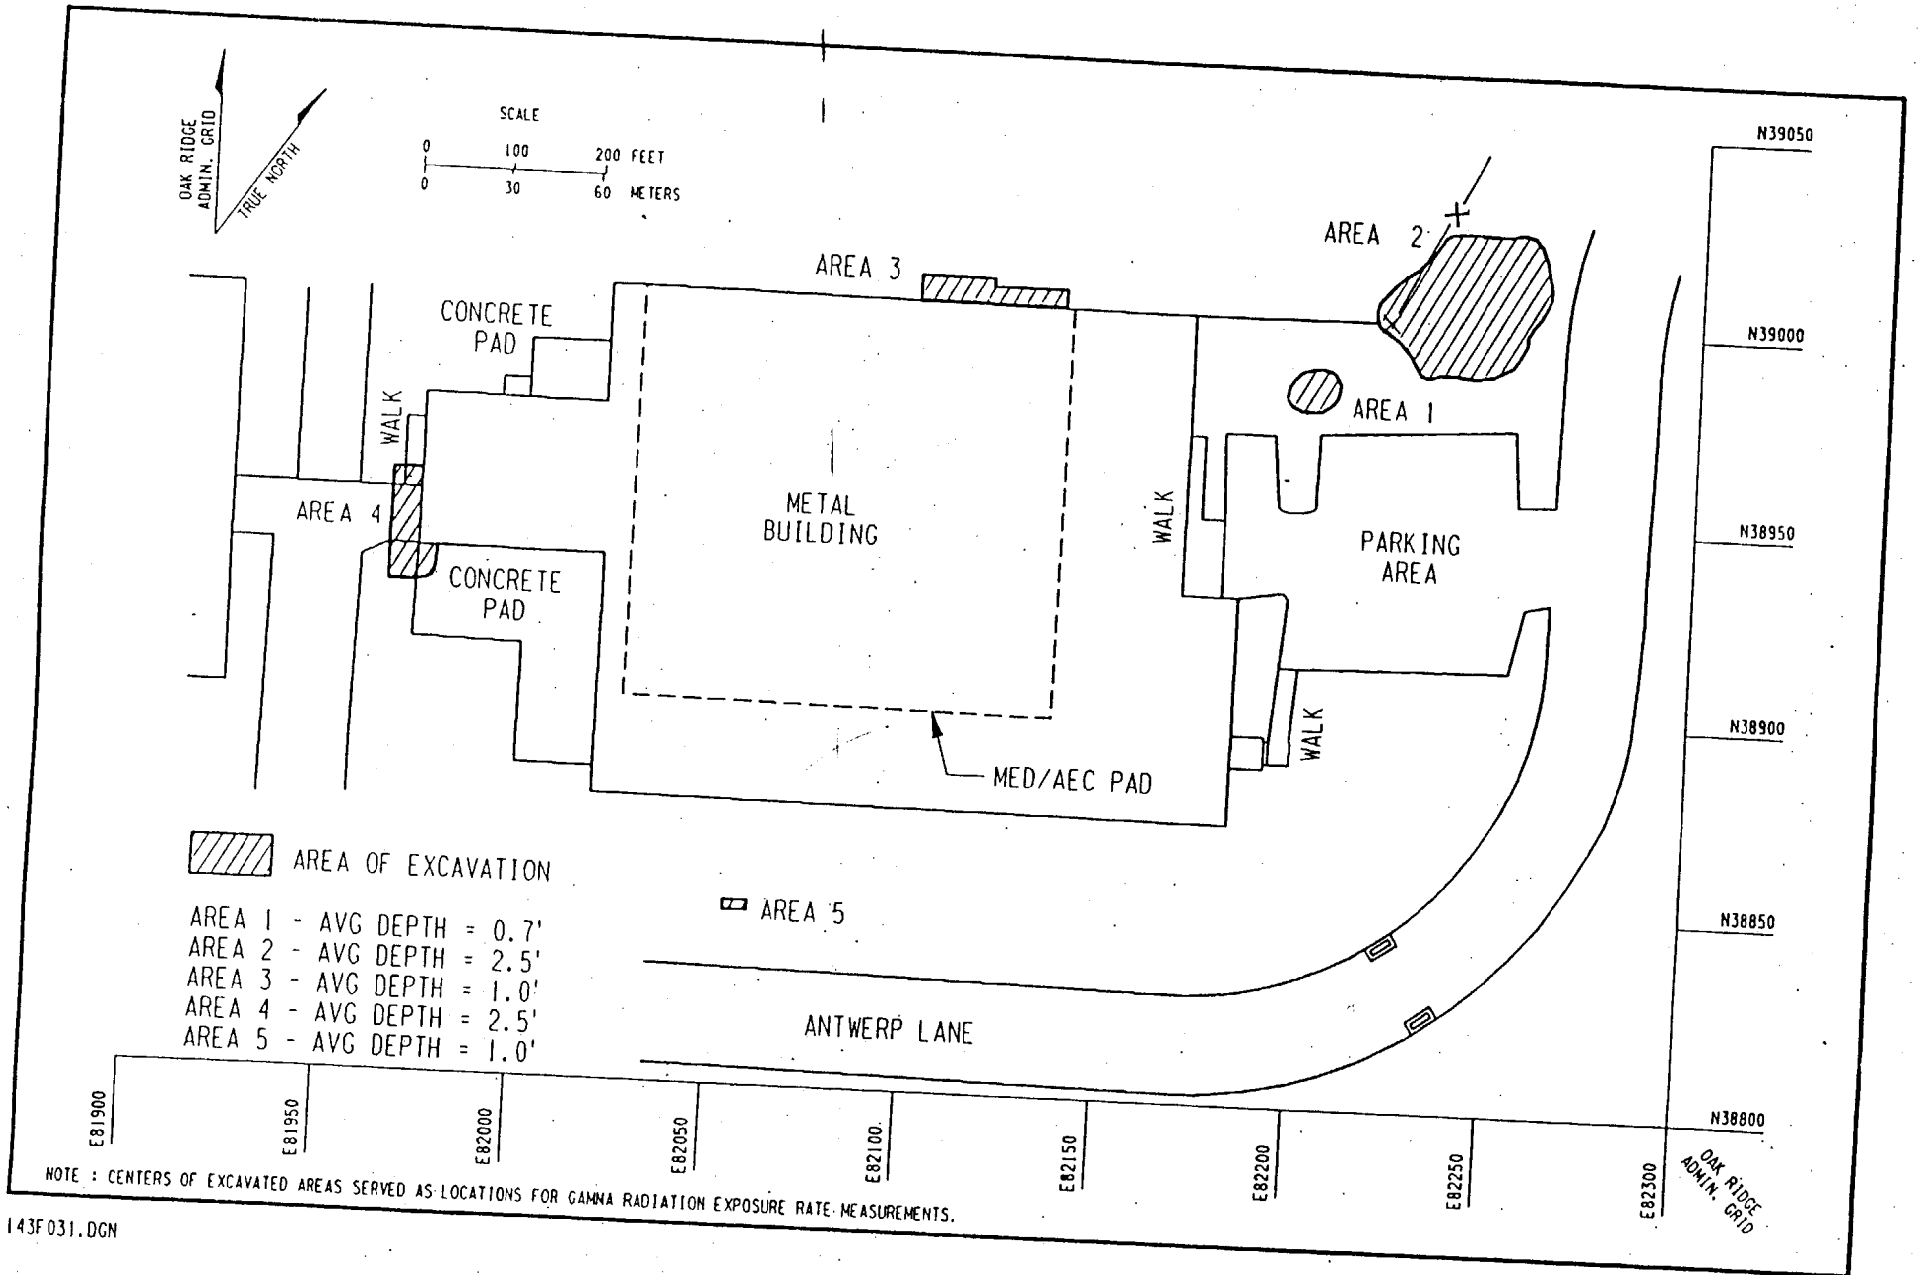 OAK RIDGE
ADMIN. GRID
TRUE NORTH
SCALE
0 100 200 FEET
0 30 60 METERS
N39050
AREA 2
AREA 3
CONCRETE
PAD
N39000
WALK
AREA 1
AREA 4
METAL
BUILDING
WALK
PARKING
AREA
N38950
CONCRETE
PAD
WALK
N38900
MED/AEC PAD
AREA OF EXCAVATION
AREA 5
N38850
AREA 1 - AVG DEPTH = 0.7'
AREA 2 - AVG DEPTH = 2.5'
AREA 3 - AVG DEPTH = 1.0'
AREA 4 - AVG DEPTH = 2.5'
AREA 5 - AVG DEPTH = 1.0'
ANTWERP LANE
N38800
E81900
E81950
E82000
E82050
E82100
E82150
E82200
E82250
E82300
OAK RIDGE
ADMIN. GRID
NOTE : CENTERS OF EXCAVATED AREAS SERVED AS LOCATIONS FOR GAMMA RADIATION EXPOSURE RATE MEASUREMENTS.
143F031.DGN